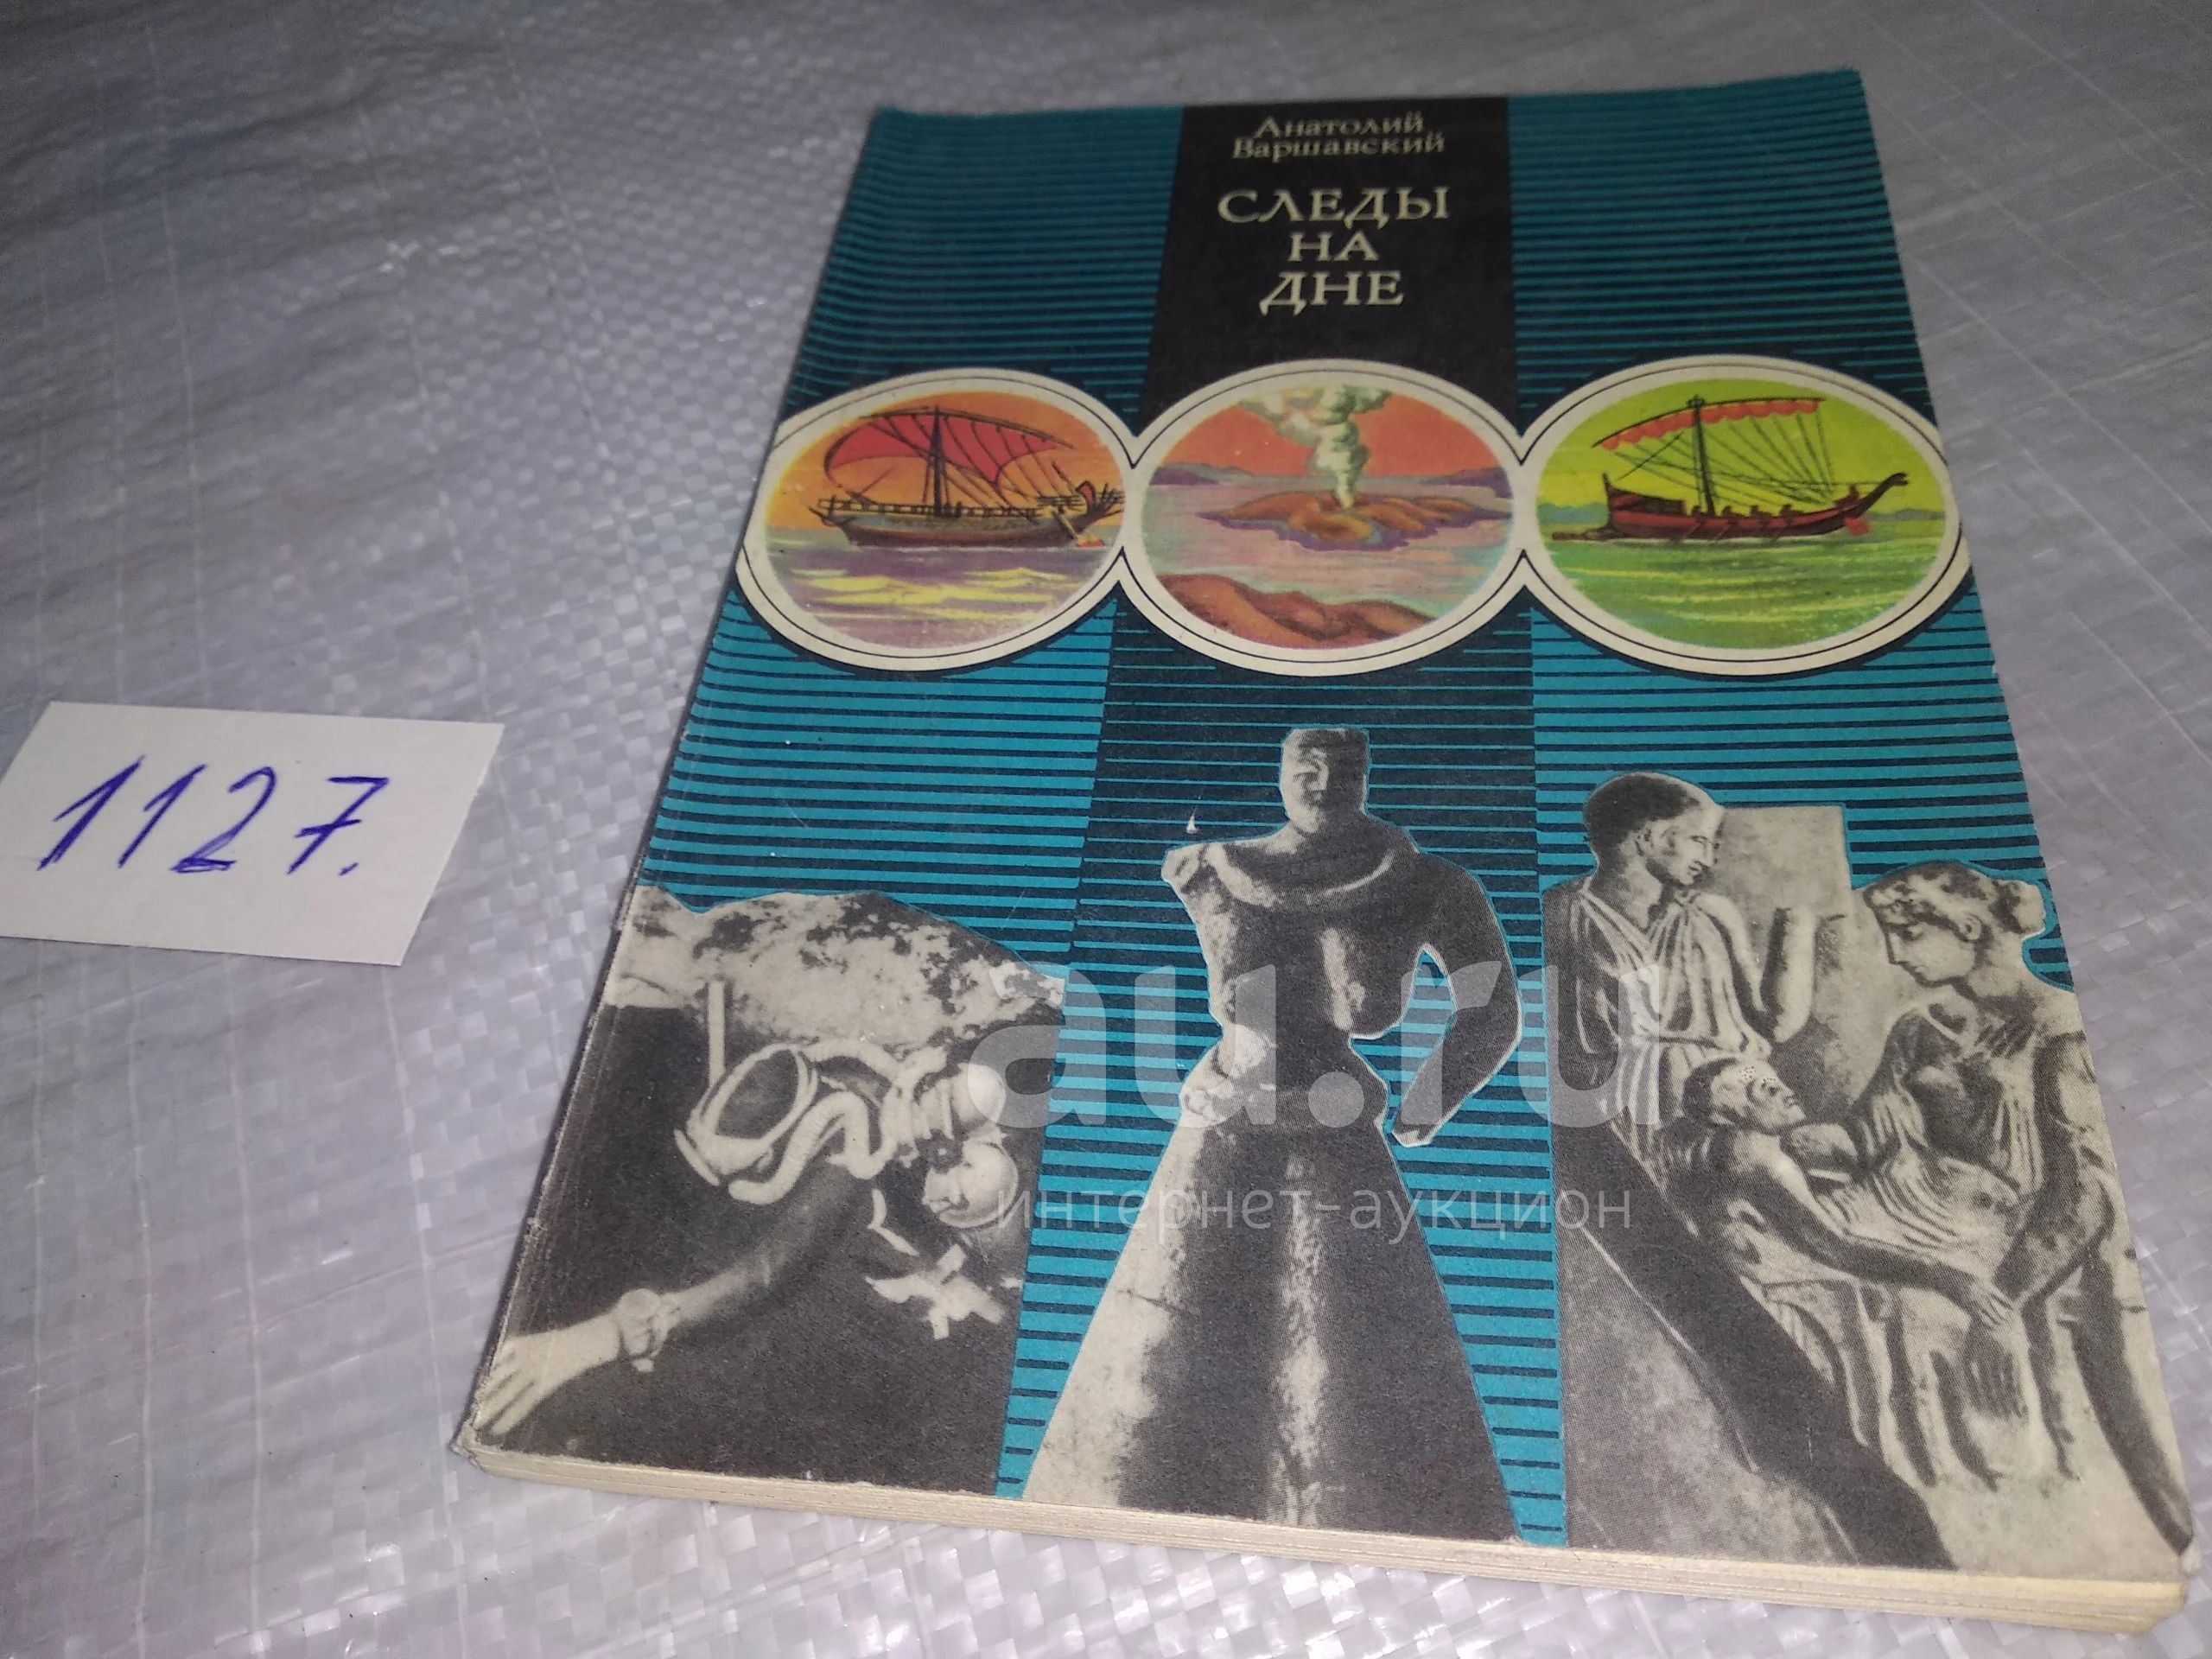 Анатолий
Варшавский
СЛЕДЫ
НА
ДНЕ
1127.
au.ru
интернет-аукцион